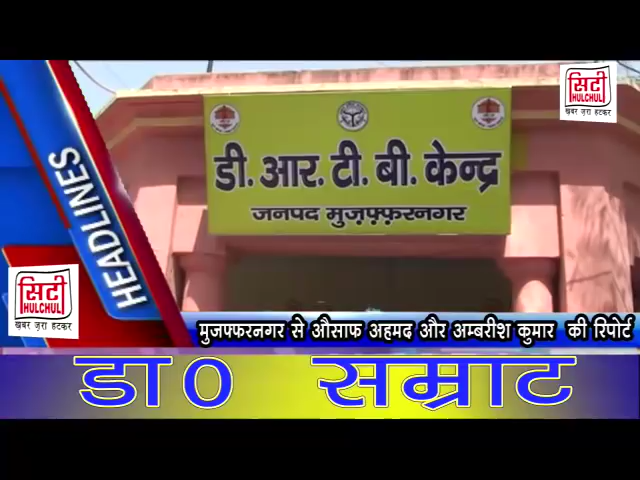 सिटी
HULCHUL
ख़बर ज़रा हटकर
HEADLINES
डी. आर. टी. बी. केन्द्र
जनपद मुज़फ़्फ़रनगर
सिटी
HULCHUL
ख़बर ज़रा हटकर
मुजफ्फरनगर से औसाफ अहमद और अम्बरीश कुमार की रिपोर्ट
डा0 सम्राट